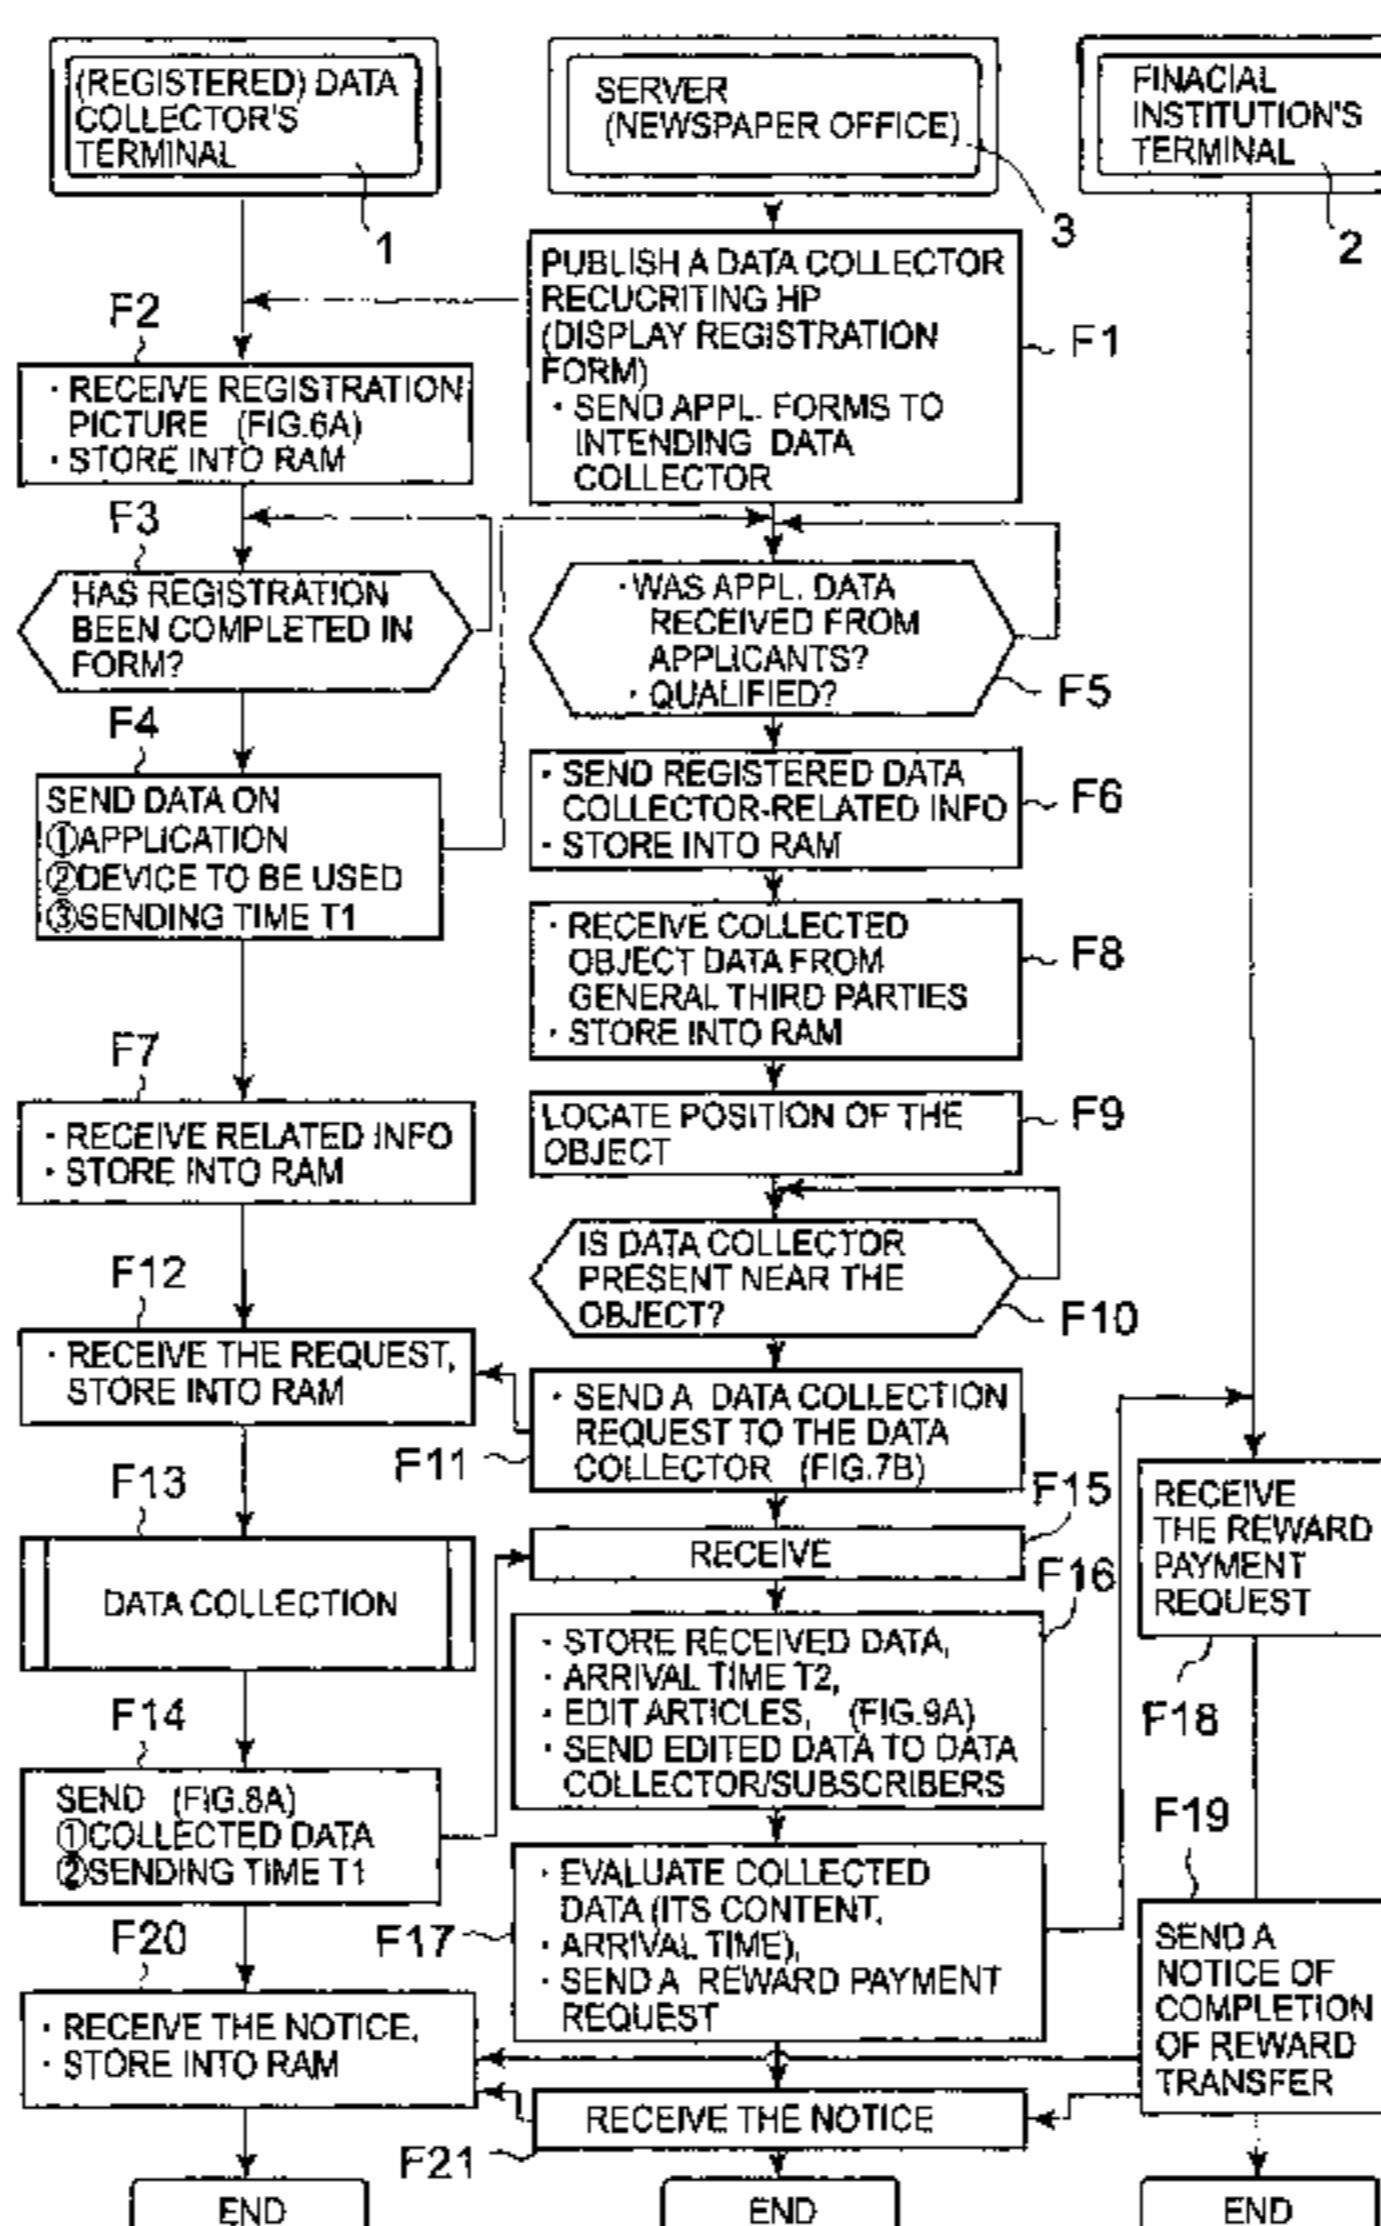 (REGISTERED) DATA
COLLECTOR'S
TERMINAL
1
SERVER
(NEWSPAPER OFFICE)
3
FINACIAL
INSTITUTION'S
TERMINAL
2
PUBLISH A DATA COLLECTOR
RECUCRITING HP
(DISPLAY REGISTRATION
FORM)
· SEND APPL. FORMS TO
INTENDING DATA
COLLECTOR
F1
F2
· RECEIVE REGISTRATION
PICTURE (FIG.6A)
· STORE INTO RAM
F3
HAS REGISTRATION
BEEN COMPLETED IN
FORM?
F4
SEND DATA ON
①APPLICATION
②DEVICE TO BE USED
③SENDING TIME T1
· WAS APPL. DATA
RECEIVED FROM
APPLICANTS?
· QUALIFIED?
F5
· SEND REGISTERED DATA
COLLECTOR-RELATED INFO
· STORE INTO RAM
F6
F7
· RECEIVE RELATED INFO
· STORE INTO RAM
· RECEIVE COLLECTED
OBJECT DATA FROM
GENERAL THIRD PARTIES
· STORE INTO RAM
F8
LOCATE POSITION OF THE
OBJECT
F9
IS DATA COLLECTOR
PRESENT NEAR THE
OBJECT?
F10
· SEND A DATA COLLECTION
REQUEST TO THE DATA
COLLECTOR (FIG.7B)
F11
F12
· RECEIVE THE REQUEST,
STORE INTO RAM
F13
DATA COLLECTION
F14
SEND (FIG.8A)
①COLLECTED DATA
②SENDING TIME T1
RECEIVE
F15
· STORE RECEIVED DATA,
· ARRIVAL TIME T2,
· EDIT ARTICLES, (FIG.9A)
· SEND EDITED DATA TO DATA
COLLECTOR/SUBSCRIBERS
F16
· EVALUATE COLLECTED
DATA (ITS CONTENT,
· ARRIVAL TIME),
· SEND A REWARD PAYMENT
REQUEST
F17
RECEIVE
THE REWARD
PAYMENT
REQUEST
F18
F19
SEND A
NOTICE OF
COMPLETION
OF REWARD
TRANSFER
F20
· RECEIVE THE NOTICE,
· STORE INTO RAM
RECEIVE THE NOTICE
F21
END
END
END